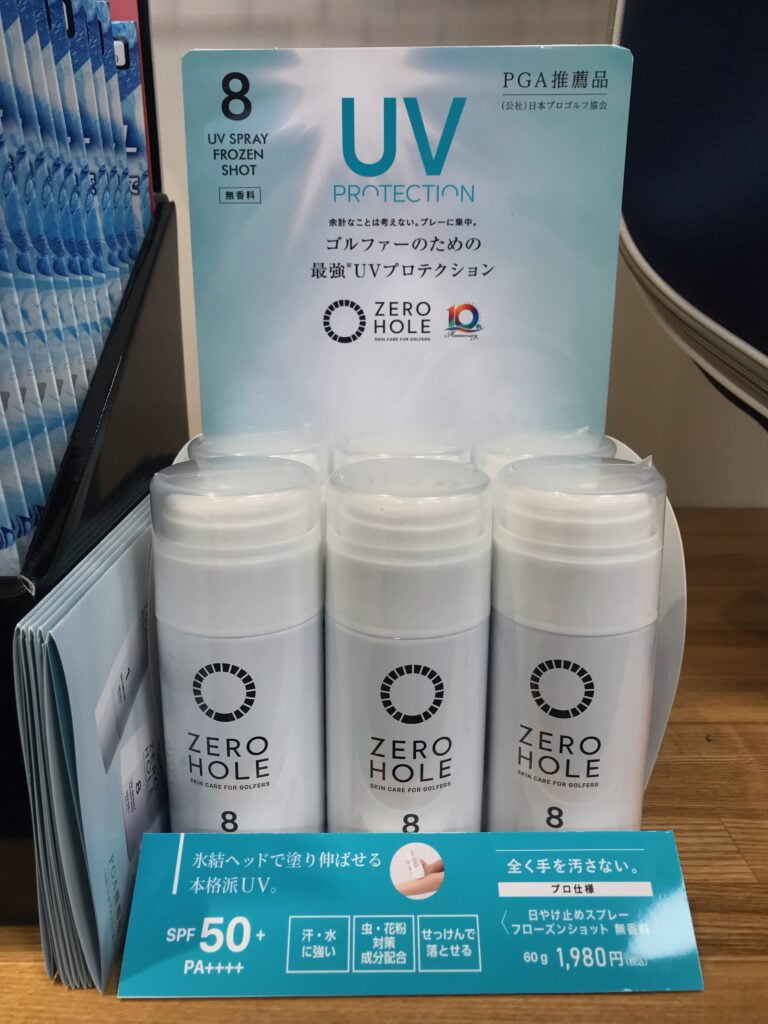 8
UV SPRAY
FROZEN
SHOT
無香料
UV
PROTECTION
PGA推薦品
(公社)日本プロゴルフ協会
余計なことは考えない。プレーに集中。
ゴルファーのための
最強※UVプロテクション
ZERO
HOLE
SKIN CARE FOR GOLFERS
10th
Anniversary
ZERO
HOLE
SKIN CARE FOR GOLFERS
8
ZERO
HOLE
SKIN CARE FOR GOLFERS
8
ZERO
HOLE
SKIN CARE FOR GOLFERS
8
氷結ヘッドで塗り伸ばせる
本格派UV。
SPF 50+
PA++++
汗・水
に強い
虫・花粉
対策
成分配合
せっけんで
落とせる
全く手を汚さない。
プロ仕様
日やけ止めスプレー
フローズンショット 無香料
60g 1,980円(税込)
PGA推薦